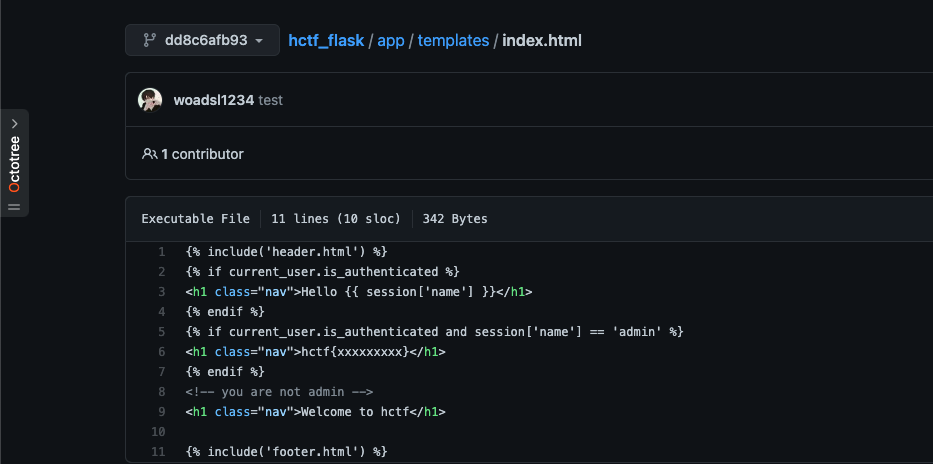 dd8c6afb93 hctf_flask / app / templates / index.html
woadsl1234 test
1 contributor
Octotree
Executable File 11 lines (10 sloc) 342 Bytes
1 {% include('header.html') %}
2 {% if current_user.is_authenticated %}
3 <h1 class="nav">Hello {{ session['name'] }}</h1>
4 {% endif %}
5 {% if current_user.is_authenticated and session['name'] == 'admin' %}
6 <h1 class="nav">hctf{xxxxxxxxx}</h1>
7 {% endif %}
8 <!-- you are not admin -->
9 <h1 class="nav">Welcome to hctf</h1>
10
11 {% include('footer.html') %}